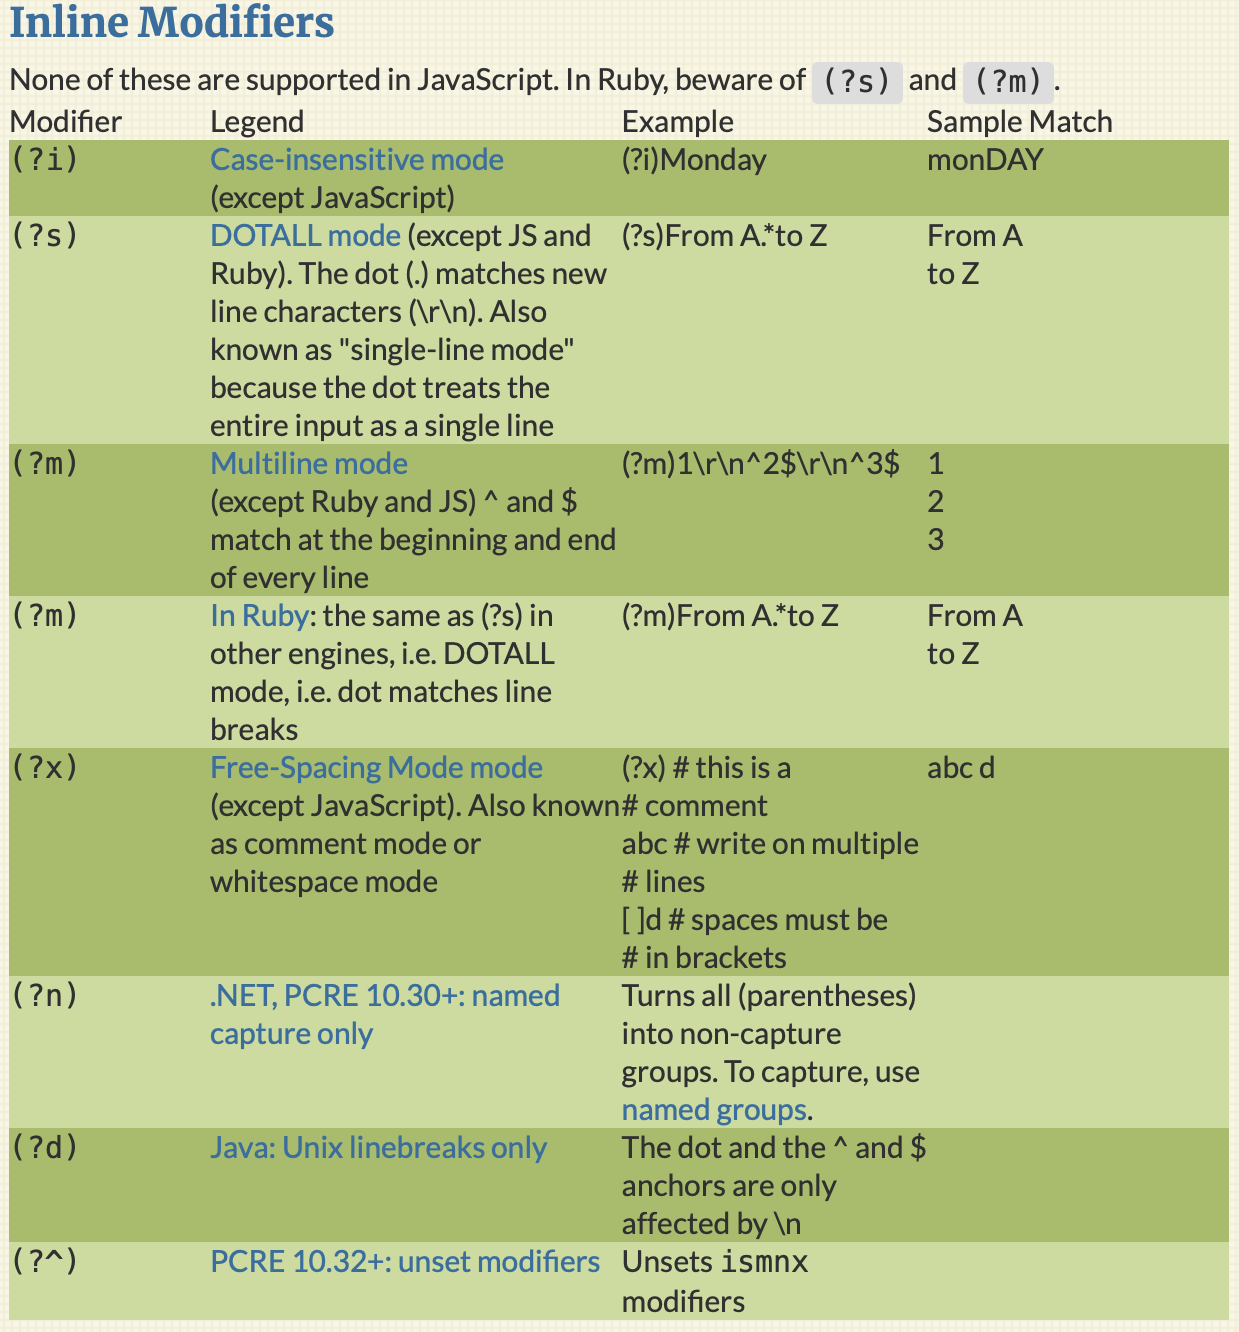 Inline Modifiers
None of these are supported in JavaScript. In Ruby, beware of (?s) and (?m).
Modifier Legend Example Sample Match
(?i) Case-insensitive mode (?i)Monday monDAY
(except JavaScript)
(?s) DOTALL mode (except JS and (?s)From A.*to Z From A
Ruby). The dot (.) matches new to Z
line characters (\r\n). Also
known as "single-line mode"
because the dot treats the
entire input as a single line
(?m) Multiline mode (?m)1\r\n^2$\r\n^3$ 1
(except Ruby and JS) ^ and $ 2
match at the beginning and end 3
of every line
(?m) In Ruby: the same as (?s) in (?m)From A.*to Z From A
other engines, i.e. DOTALL to Z
mode, i.e. dot matches line
breaks
(?x) Free-Spacing Mode mode (?x) # this is a abc d
(except JavaScript). Also known # comment
as comment mode or abc # write on multiple
whitespace mode # lines
[ ]d # spaces must be
# in brackets
(?n) .NET, PCRE 10.30+: named Turns all (parentheses)
capture only into non-capture
groups. To capture, use
named groups.
(?d) Java: Unix linebreaks only The dot and the ^ and $
anchors are only
affected by \n
(?^) PCRE 10.32+: unset modifiers Unsets ismnx
modifiers